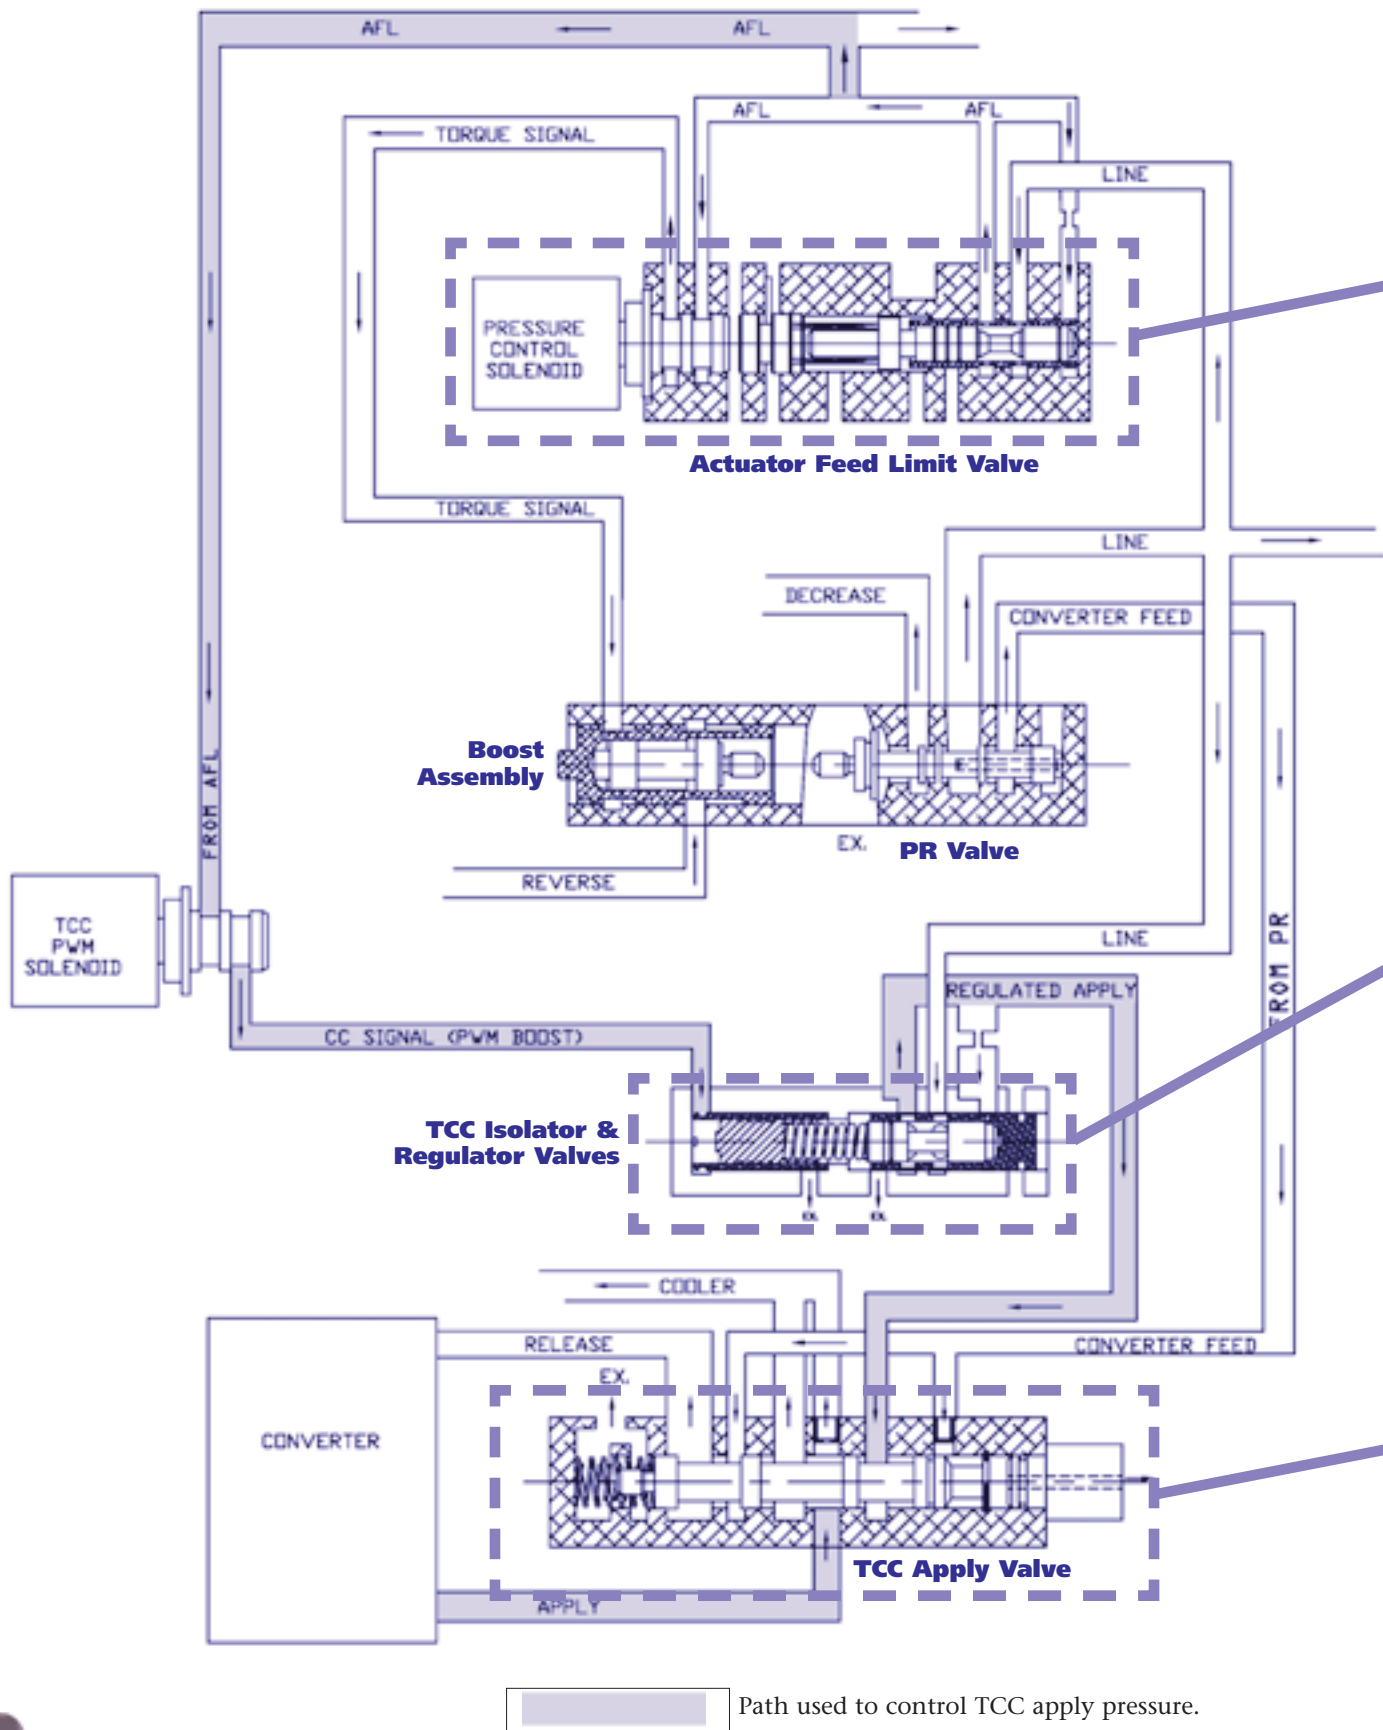 AFL
AFL
AFL
AFL
TORQUE SIGNAL
LINE
PRESSURE
CONTROL
SOLENOID
Actuator Feed Limit Valve
TORQUE SIGNAL
LINE
DECREASE
CONVERTER FEED
Boost
Assembly
FROM AFL
EX.
PR Valve
REVERSE
TCC
PWM
SOLENOID
LINE
FROM PR
REGULATED APPLY
CC SIGNAL (PWM BOOST)
TCC Isolator &
Regulator Valves
EX.
EX.
COOLER
RELEASE
CONVERTER FEED
EX.
CONVERTER
TCC Apply Valve
APPLY
Path used to control TCC apply pressure.